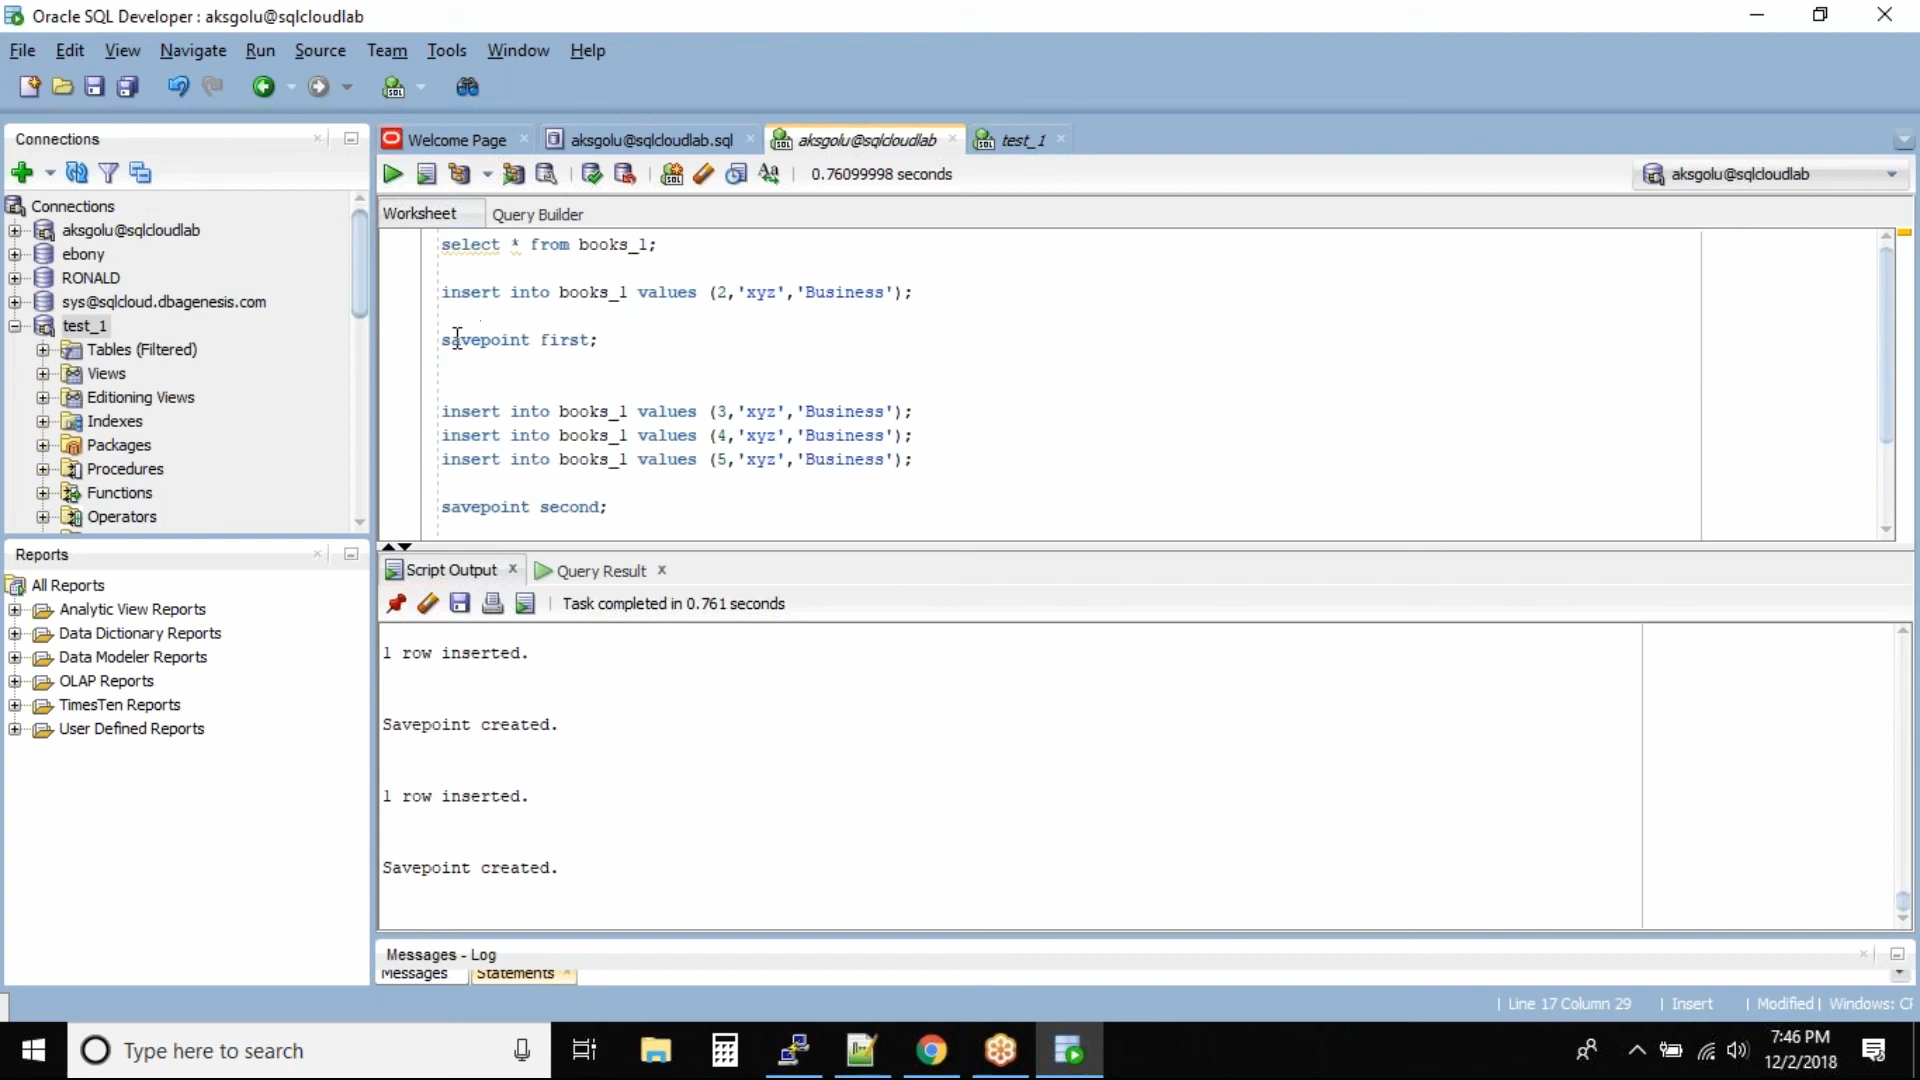 Oracle SQL Developer : aksgolu@sqlcloudlab
File Edit View Navigate Run Source Team Tools Window Help
Connections
Connections
aksgolu@sqlcloudlab
ebony
RONALD
sys@sqlcloud.dbagenesis.com
test_1
Tables (Filtered)
Views
Editioning Views
Indexes
Packages
Procedures
Functions
Operators
Reports
All Reports
Analytic View Reports
Data Dictionary Reports
Data Modeler Reports
OLAP Reports
TimesTen Reports
User Defined Reports
Welcome Page aksgolu@sqlcloudlab.sql aksgolu@sqlcloudlab test_1
0.76099998 seconds
aksgolu@sqlcloudlab
Worksheet Query Builder
select * from books_1;
insert into books_1 values (2,'xyz','Business');
savepoint first;
insert into books_1 values (3,'xyz','Business');
insert into books_1 values (4,'xyz','Business');
insert into books_1 values (5,'xyz','Business');
savepoint second;
Script Output Query Result
Task completed in 0.761 seconds
1 row inserted.
Savepoint created.
1 row inserted.
Savepoint created.
Messages - Log
Messages Statements
Line 17 Column 29 Insert Modified Windows: CF
Type here to search
7:46 PM
12/2/2018